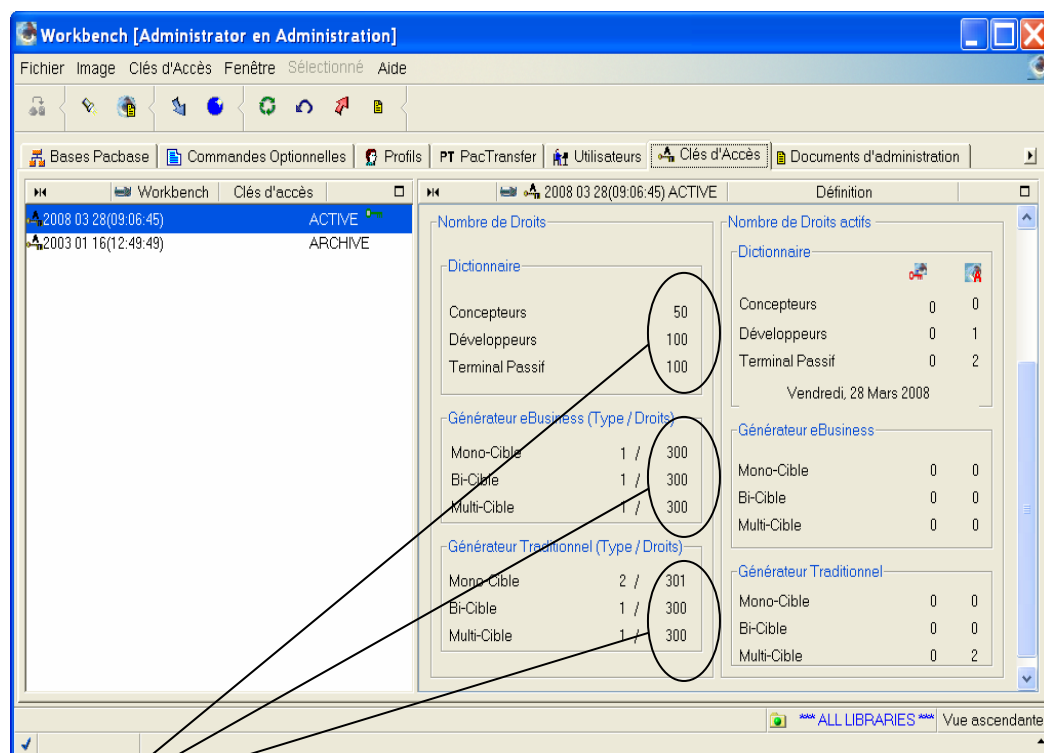 Workbench [Administrator en Administration]
Fichier Image Clés d'Accès Fenêtre Sélectionné Aide
Bases Pacbase Commandes Optionnelles Profils PT PacTransfer Utilisateurs Clés d'Accès Documents d'administration
Workbench Clés d'accès
2008 03 28(09:06:45) ACTIVE
2003 01 16(12:49:49) ARCHIVE
2008 03 28(09:06:45) ACTIVE Définition
Nombre de Droits
Dictionnaire
Concepteurs 50
Développeurs 100
Terminal Passif 100
Générateur eBusiness (Type / Droits)
Mono-Cible 1 / 300
Bi-Cible 1 / 300
Multi-Cible 1 / 300
Générateur Traditionnel (Type / Droits)
Mono-Cible 2 / 301
Bi-Cible 1 / 300
Multi-Cible 1 / 300
Nombre de Droits actifs
Dictionnaire
Concepteurs 0 0
Développeurs 0 1
Terminal Passif 0 2
Vendredi, 28 Mars 2008
Générateur eBusiness
Mono-Cible 0 0
Bi-Cible 0 0
Multi-Cible 0 0
Générateur Traditionnel
Mono-Cible 0 0
Bi-Cible 0 0
Multi-Cible 0 2
*** ALL LIBRARIES *** Vue ascendante